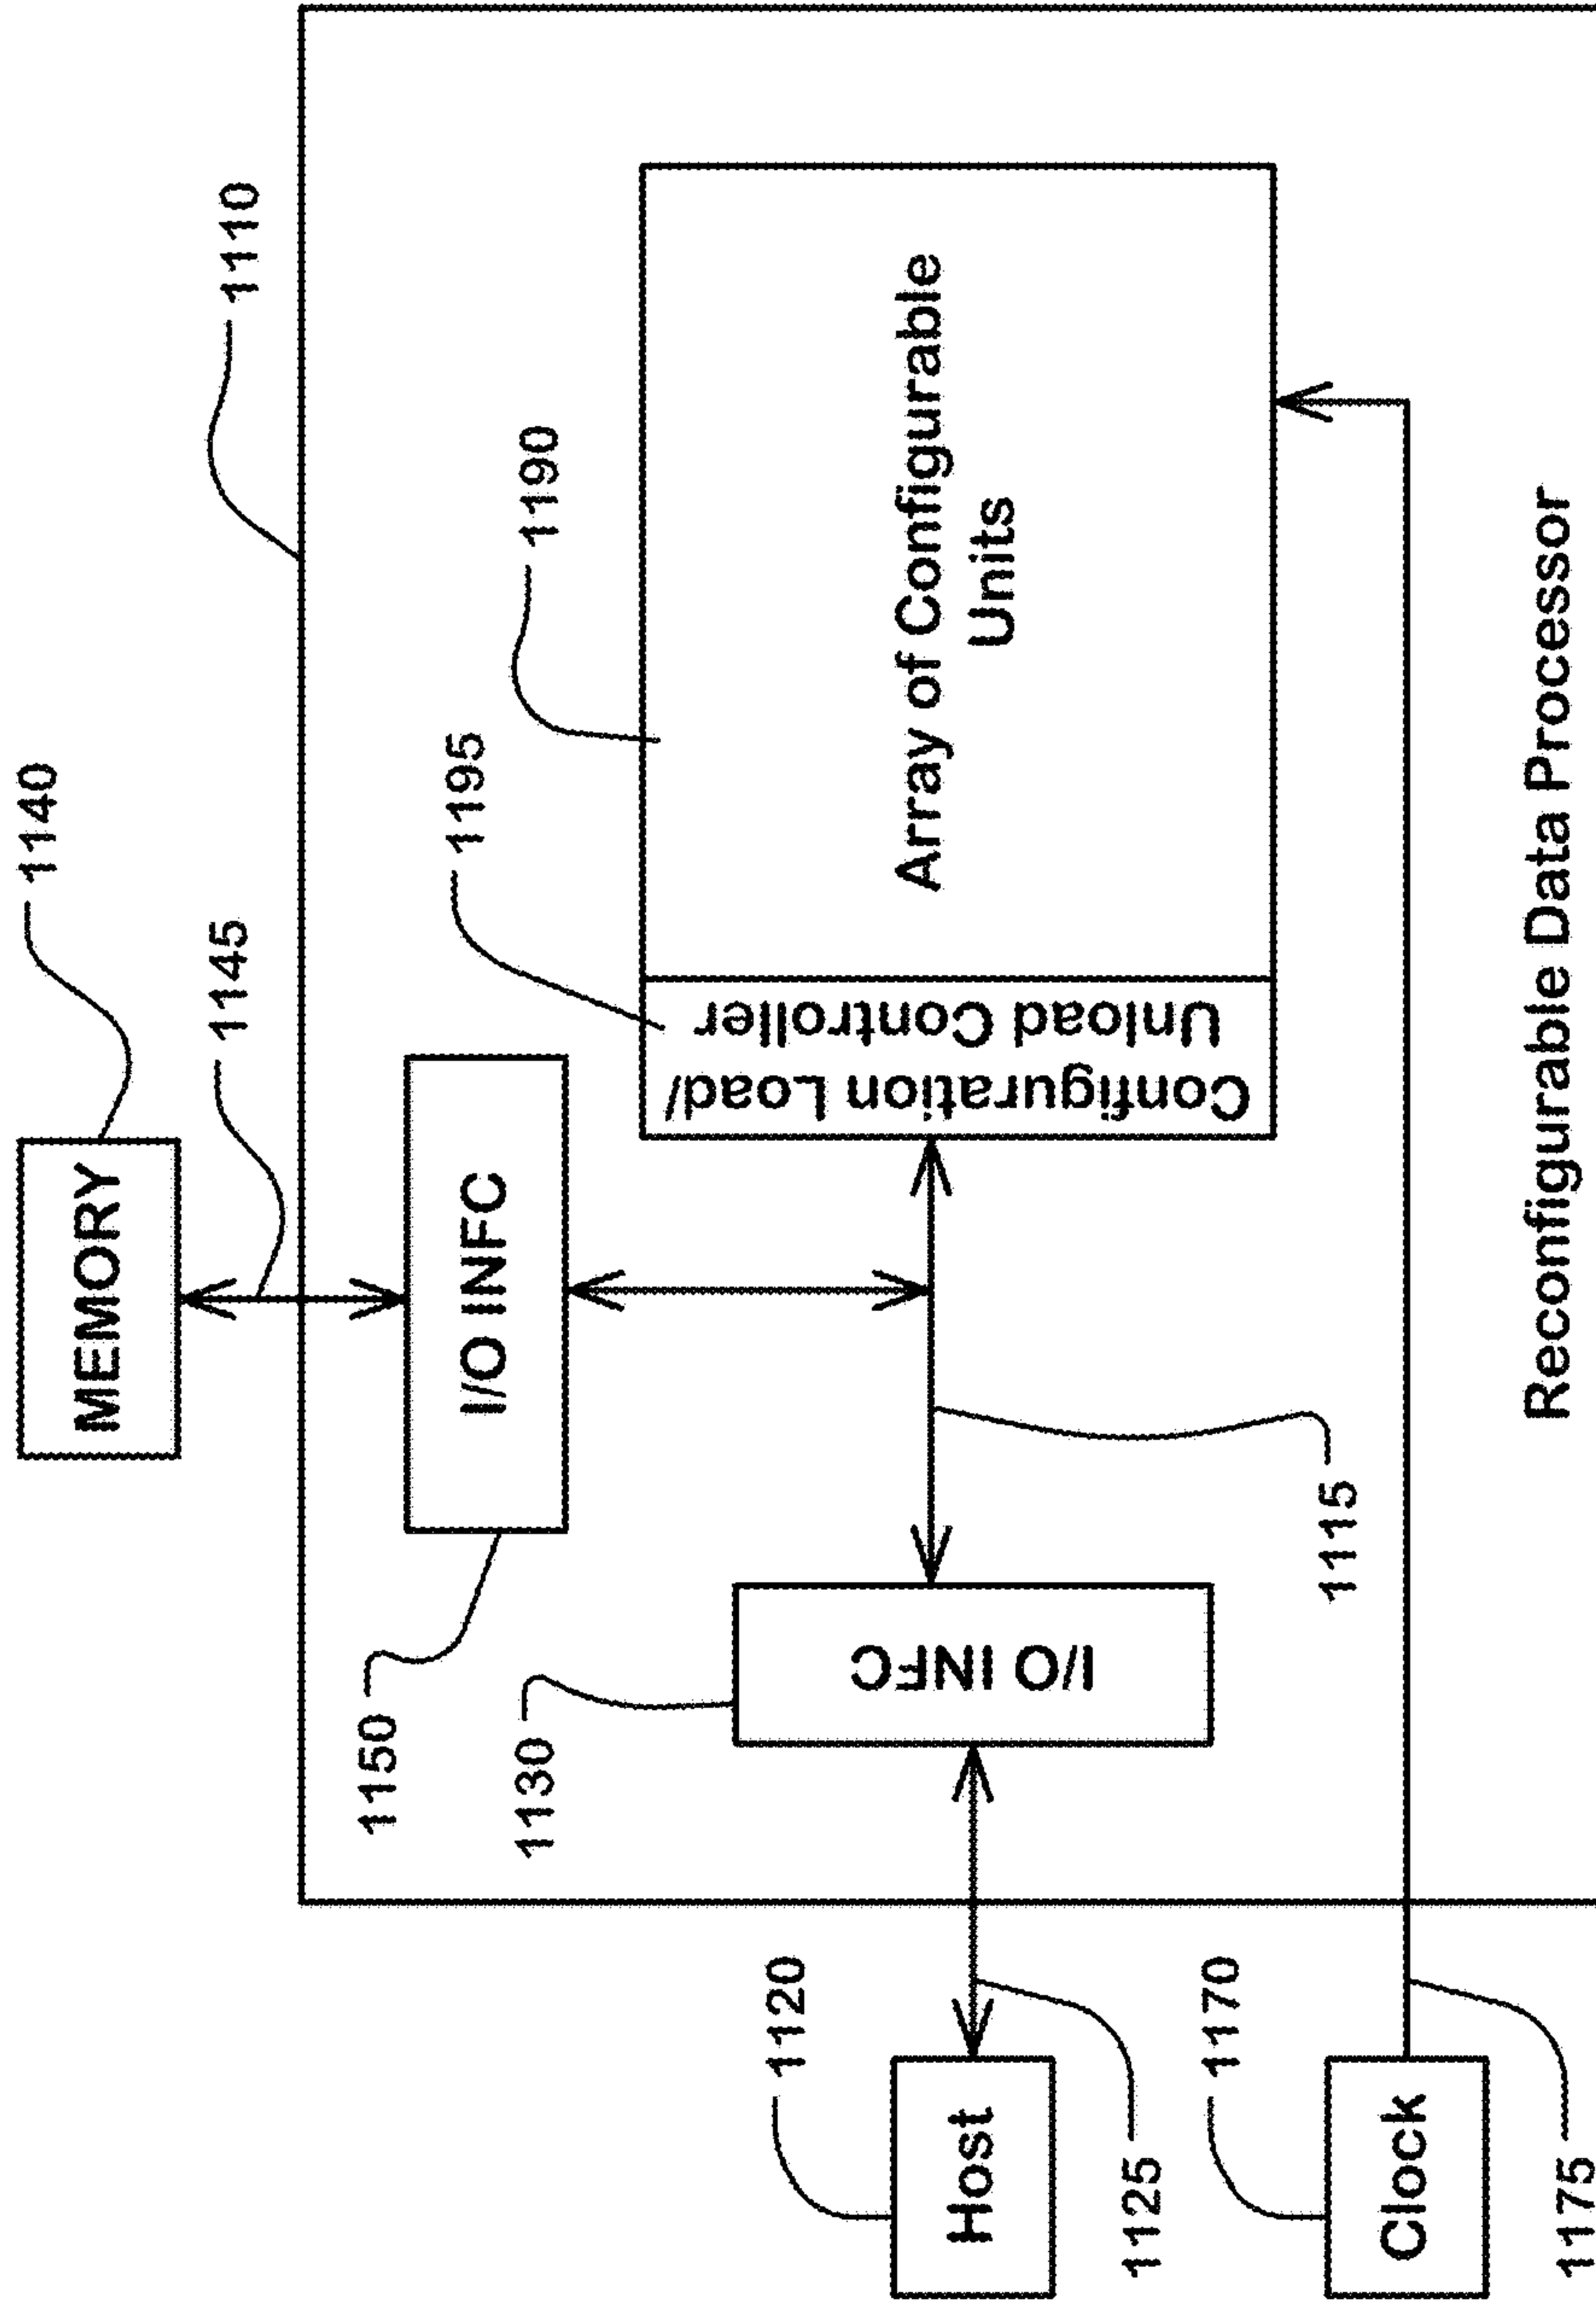 1140
MEMORY
1145
1110
1150
I/O INFC
1195
1190
1130
I/O INFC
Configuration Load/
Unload Controller
Array of Configurable
Units
1120
Host
1125
1115
1170
Clock
1175
Reconfigurable Data Processor